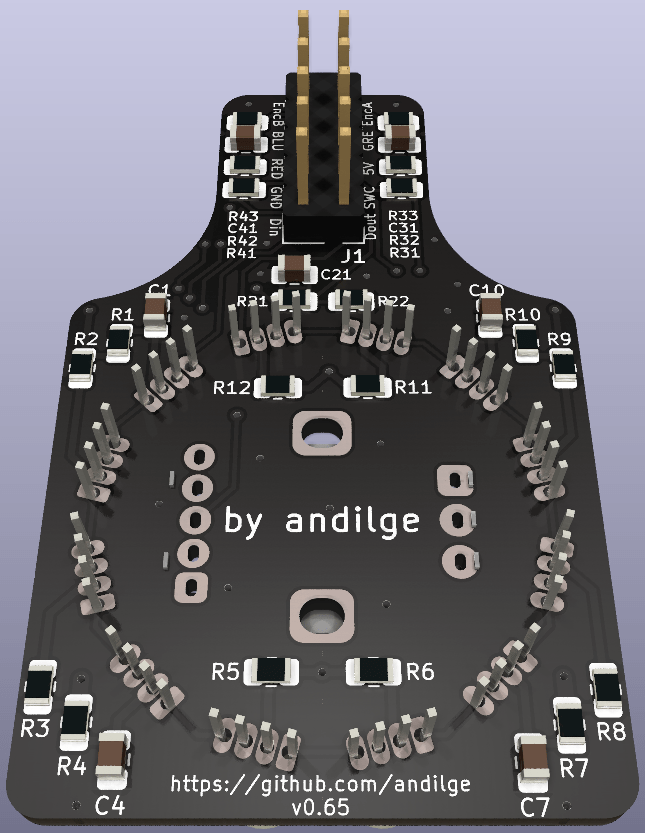 EncB BLU RED GND Din
EncA GRE 5V SWC Dout
R43
C41
R42
R41
R33
C31
R32
R31
J1
C21
R21
R22
C1
R1
R2
C10
R10
R9
R12
R11
by andilge
R5
R6
R3
R4
C4
R8
R7
C7
https://github.com/andilge
v0.65